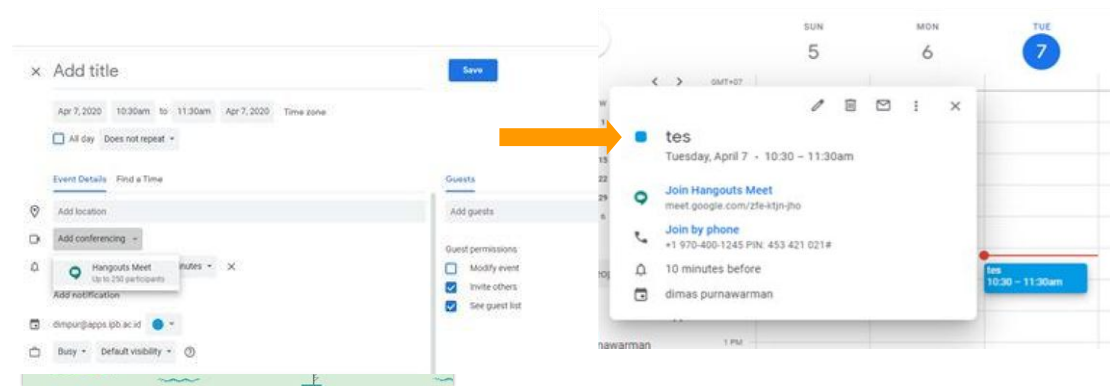 × Add title
Save
Apr 7, 2020 10:30am to 11:30am Apr 7, 2020 Time zone
All day Does not repeat
Event Details Find a Time
Add location
Add conferencing
Hangouts Meet
Up to 250 participants
nutes ×
Add notification
dimpur@apps.ipb.ac.id
Busy Default visibility
Guests
Add guests
Guest permissions
Modify event
Invite others
See guest list
SUN MON TUE
5 6 7
GMT+07
W
1
15
22
29
6
tes
Tuesday, April 7 · 10:30 – 11:30am
Join Hangouts Meet
meet.google.com/zfe-ktjn-jho
Join by phone
+1 970-400-1245 PIN: 453 421 021#
10 minutes before
dimas purnawarman
tes
10:30 – 11:30am
nawarman
1 PM